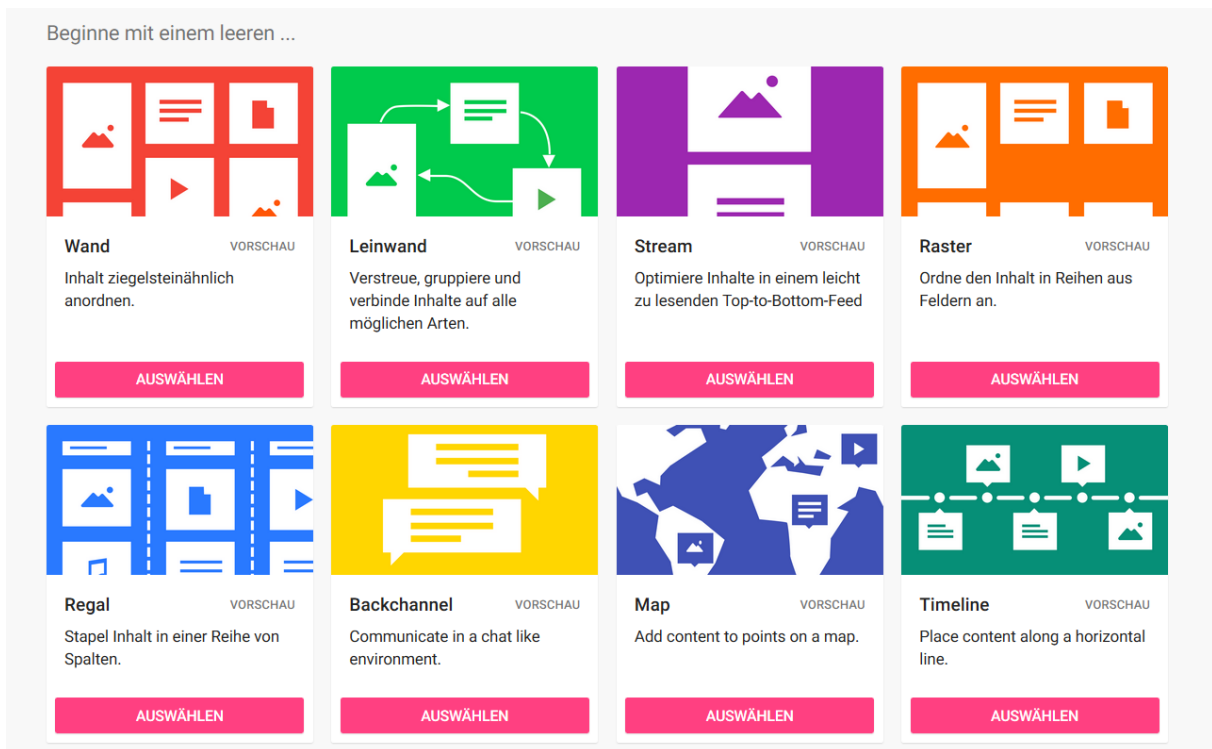 Beginne mit einem leeren ...
Wand VORSCHAU
Inhalt ziegelsteinähnlich
anordnen.
AUSWÄHLEN
Leinwand VORSCHAU
Verstreue, gruppiere und
verbinde Inhalte auf alle
möglichen Arten.
AUSWÄHLEN
Stream VORSCHAU
Optimiere Inhalte in einem leicht
zu lesenden Top-to-Bottom-Feed
AUSWÄHLEN
Raster VORSCHAU
Ordne den Inhalt in Reihen aus
Feldern an.
AUSWÄHLEN
Regal VORSCHAU
Stapel Inhalt in einer Reihe von
Spalten.
AUSWÄHLEN
Backchannel VORSCHAU
Communicate in a chat like
environment.
AUSWÄHLEN
Map VORSCHAU
Add content to points on a map.
AUSWÄHLEN
Timeline VORSCHAU
Place content along a horizontal
line.
AUSWÄHLEN